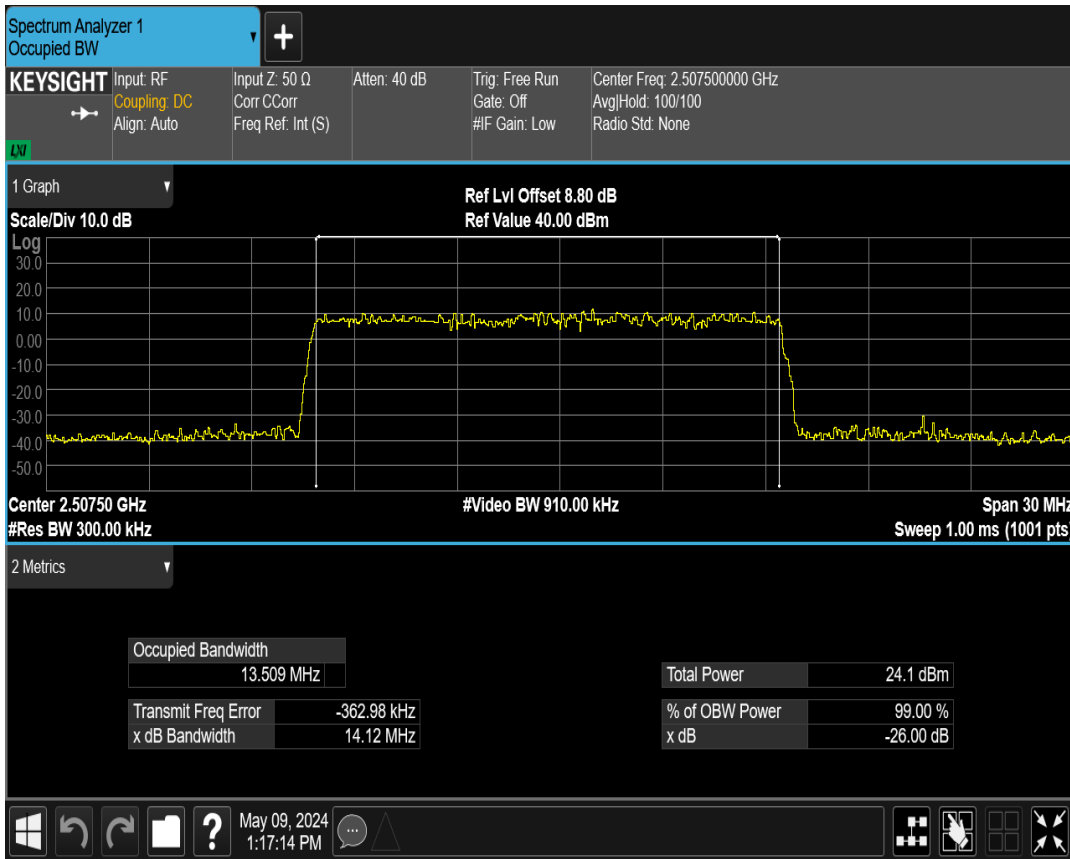 Spectrum Analyzer 1
Occupied BW
+
KEYSIGHT
LXI
Input: RF
Coupling: DC
Align: Auto
Input Z: 50 Ω
Corr CCorr
Freq Ref: Int (S)
Atten: 40 dB
Trig: Free Run
Gate: Off
#IF Gain: Low
Center Freq: 2.507500000 GHz
Avg|Hold: 100/100
Radio Std: None
1 Graph
Scale/Div 10.0 dB
Ref Lvl Offset 8.80 dB
Ref Value 40.00 dBm
Log
30.0
20.0
10.0
0.00
-10.0
-20.0
-30.0
-40.0
-50.0
Center 2.50750 GHz
#Video BW 910.00 kHz
Span 30 MHz
#Res BW 300.00 kHz
Sweep 1.00 ms (1001 pts)
2 Metrics
Occupied Bandwidth
13.509 MHz
Total Power 24.1 dBm
Transmit Freq Error -362.98 kHz
% of OBW Power 99.00 %
x dB Bandwidth 14.12 MHz
x dB -26.00 dB
?
May 09, 2024
1:17:14 PM